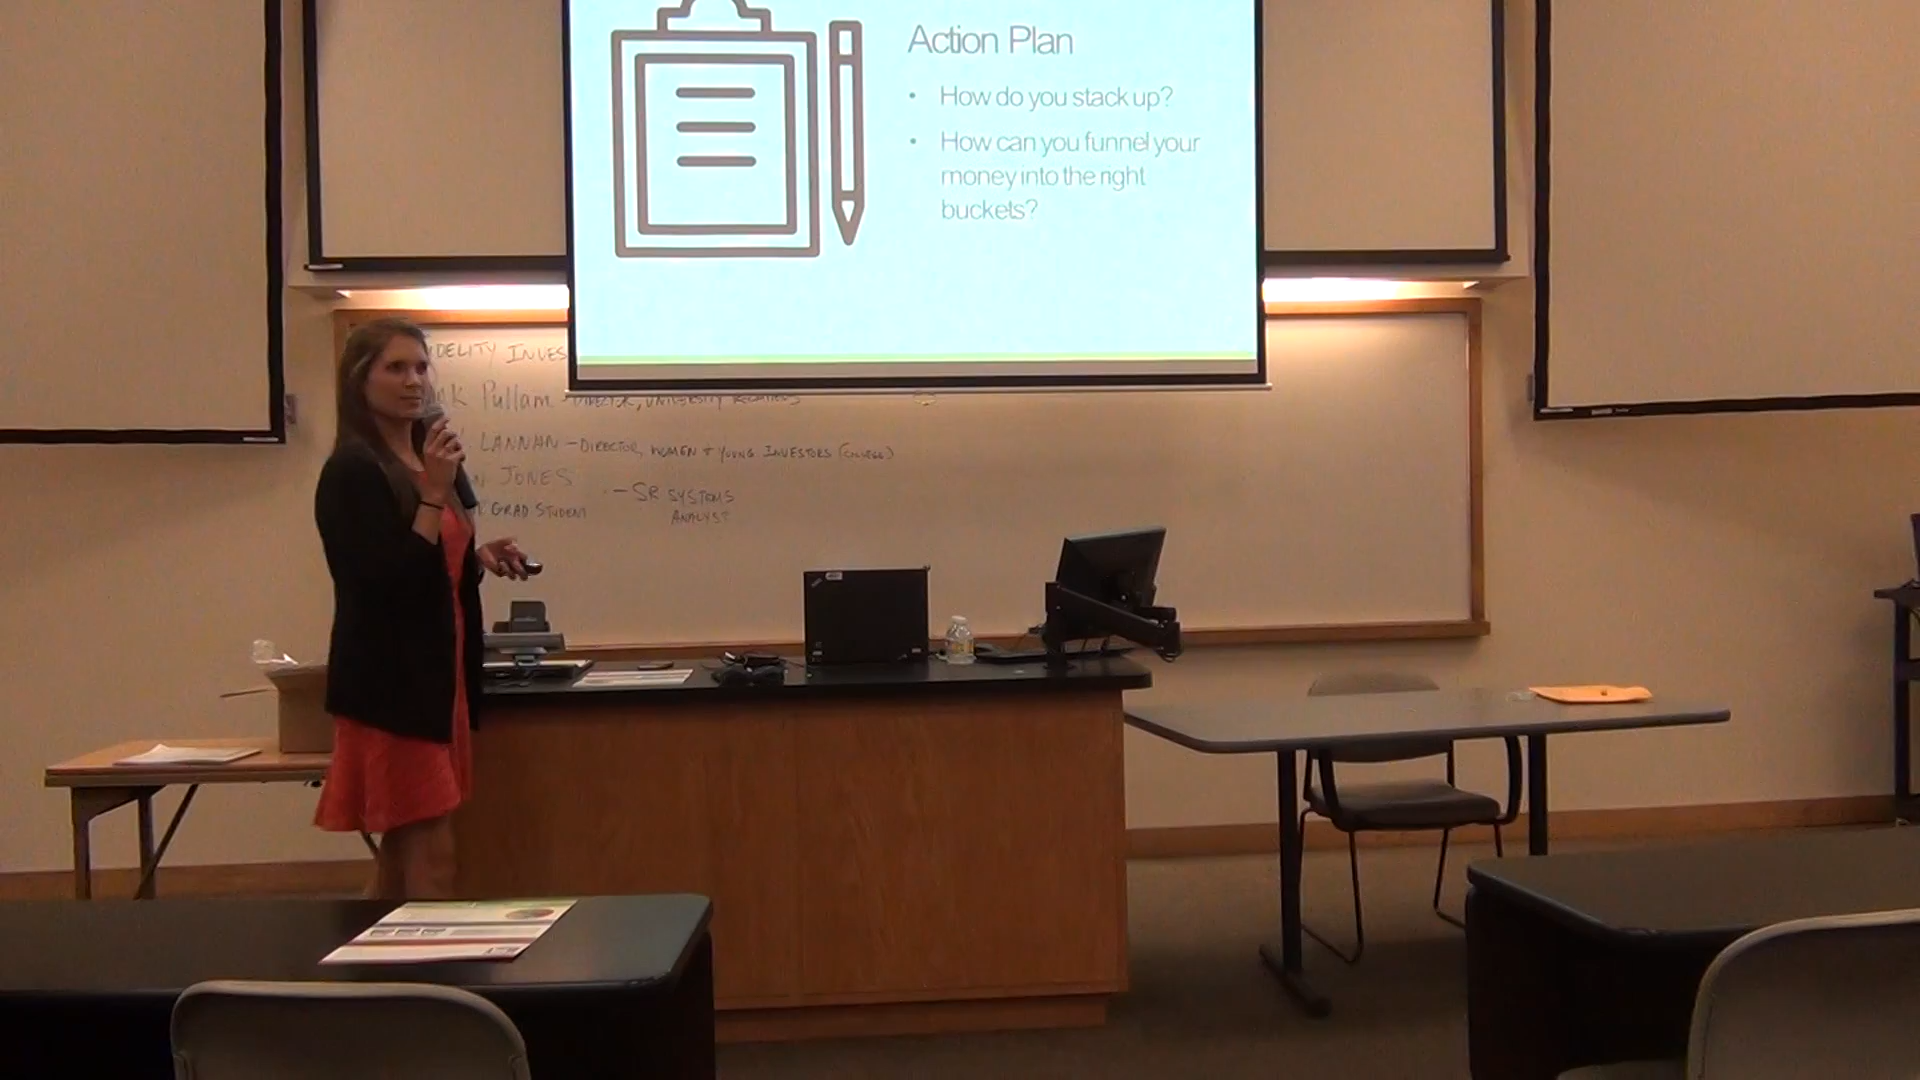 Action Plan
• How do you stack up?
• How can you funnel your
money into the right
buckets?
IDELITY INVES
Pullam - DIRECTOR, UNIVERSITY RELATIONS
LANNAN - DIRECTOR, WOMEN + YOUNG INVESTORS (COLLEGE)
JONES
- SR SYSTEMS
ANALYST
GRAD STUDENT